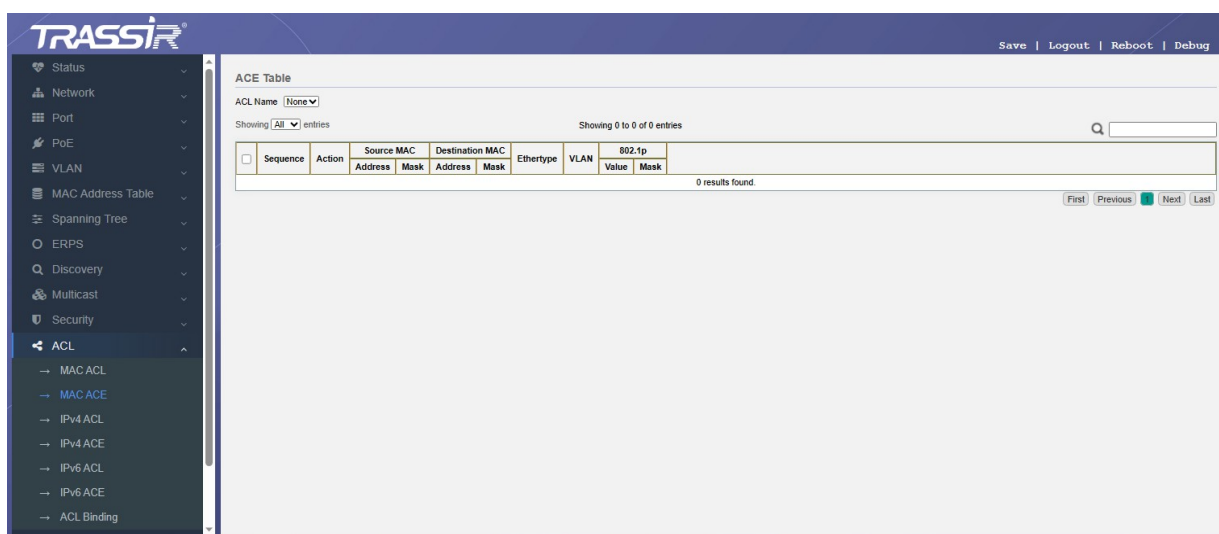 TRASSIR®
Save | Logout | Reboot | Debug
Status
Network
Port
PoE
VLAN
MAC Address Table
Spanning Tree
ERPS
Discovery
Multicast
Security
ACL
→ MAC ACL
→ MAC ACE
→ IPv4 ACL
→ IPv4 ACE
→ IPv6 ACL
→ IPv6 ACE
→ ACL Binding
ACE Table
ACL Name None
Showing All entries Showing 0 to 0 of 0 entries
Sequence Action Source MAC Destination MAC Ethertype VLAN 802.1p
Address Mask Address Mask Value Mask
0 results found.
First Previous 1 Next Last